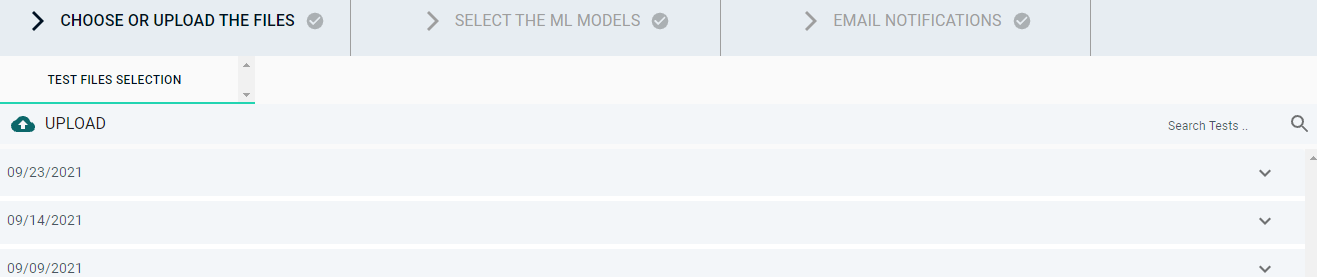 CHOOSE OR UPLOAD THE FILES SELECT THE ML MODELS EMAIL NOTIFICATIONS
TEST FILES SELECTION
UPLOAD Search Tests ..
09/23/2021
09/14/2021
09/09/2021